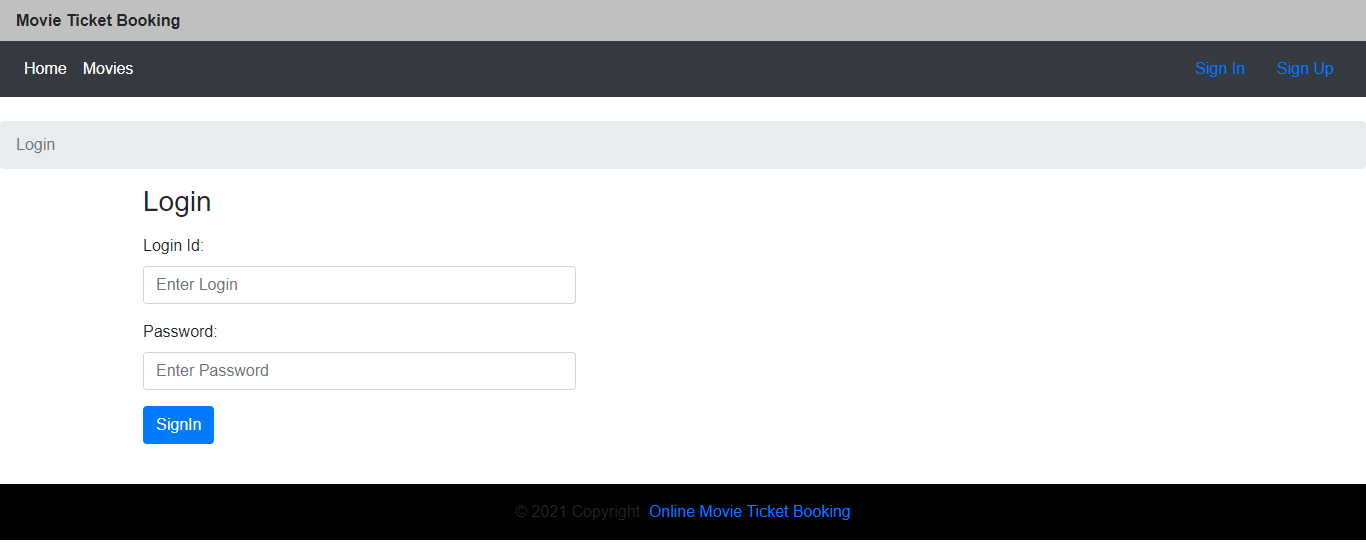 Movie Ticket Booking
Home Movies Sign In Sign Up
Login
Login
Login Id:
Enter Login
Password:
Enter Password
SignIn
© 2021 Copyright: Online Movie Ticket Booking